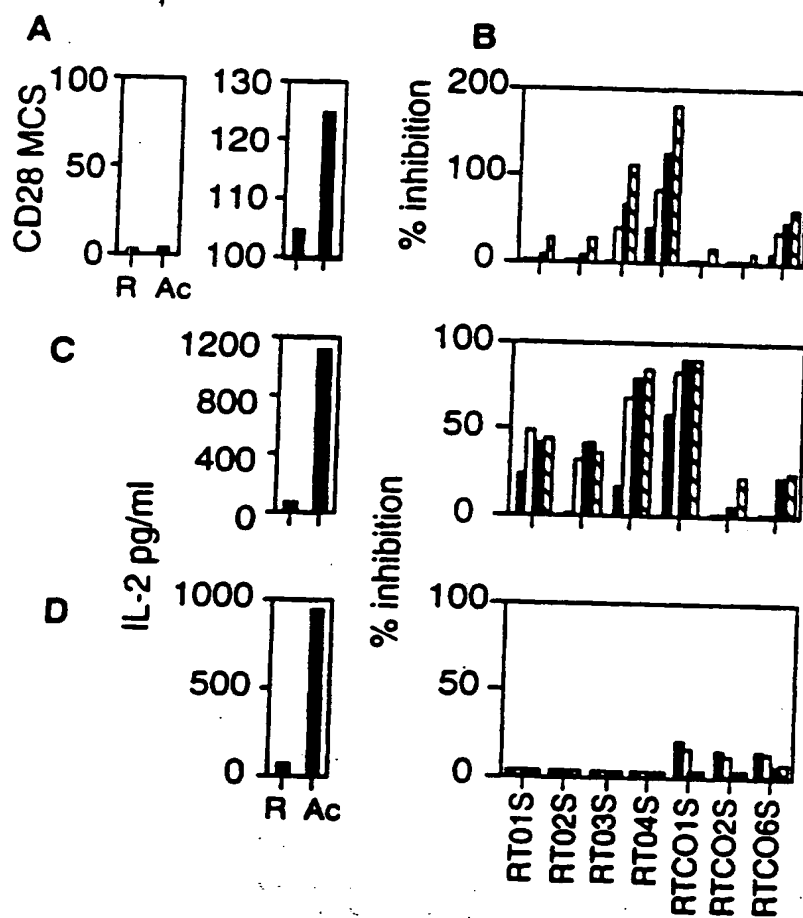 A
B
CD28 MCS
100
50
0
R Ac
130
120
110
100
% inhibition
200
100
0
C
IL-2 pg/ml
1200
800
400
0
% inhibition
100
50
0
D
1000
500
0
R Ac
100
50
0
RT01S
RT02S
RT03S
RT04S
RTCO1S
RTCO2S
RTCO6S